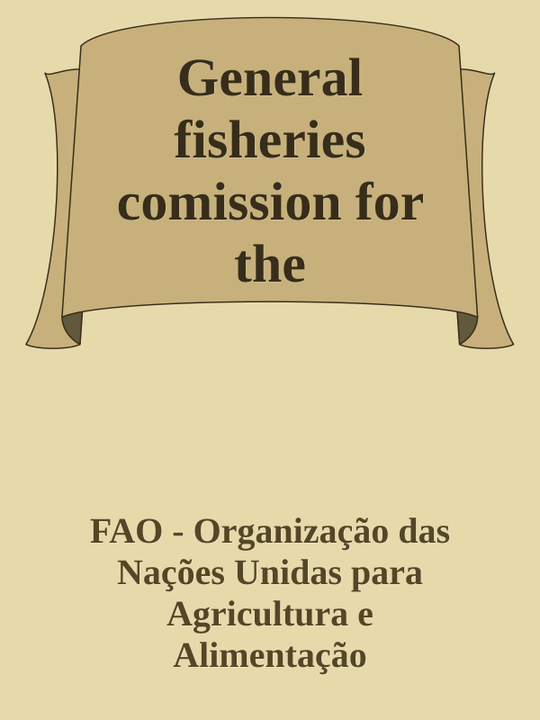 General
fisheries
comission for
the
FAO - Organização das
Nações Unidas para
Agricultura e
Alimentação